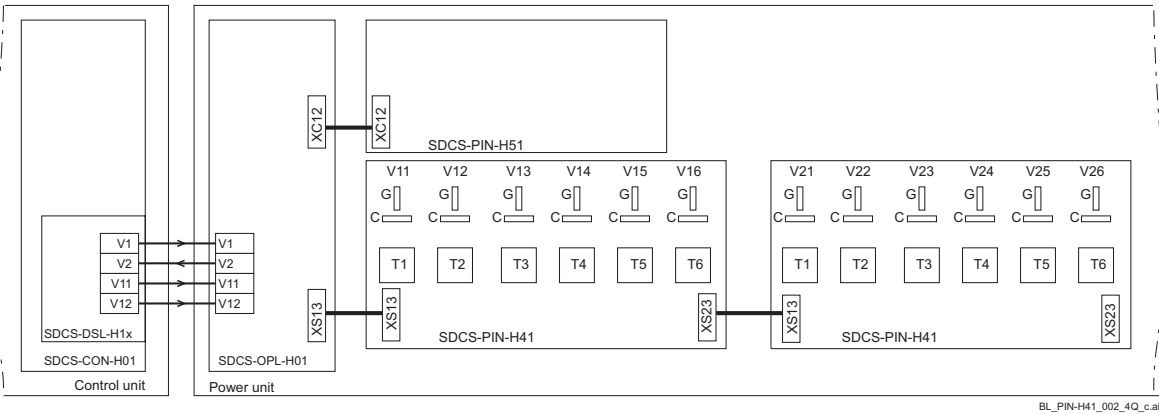 XC12 XC12
SDCS-PIN-H51
V11 V12 V13 V14 V15 V16 V21 V22 V23 V24 V25 V26
G G G G G G G G G G G G
C C C C C C C C C C C C
V1 V1
V2 V2
V11 V11
V12 V12
T1 T2 T3 T4 T5 T6 T1 T2 T3 T4 T5 T6
XS13 XS13 XS23 XS13 XS23
SDCS-DSL-H1x
SDCS-PIN-H41 SDCS-PIN-H41
SDCS-CON-H01 SDCS-OPL-H01
Control unit Power unit
BL_PIN-H41_002_4Q_c.ai